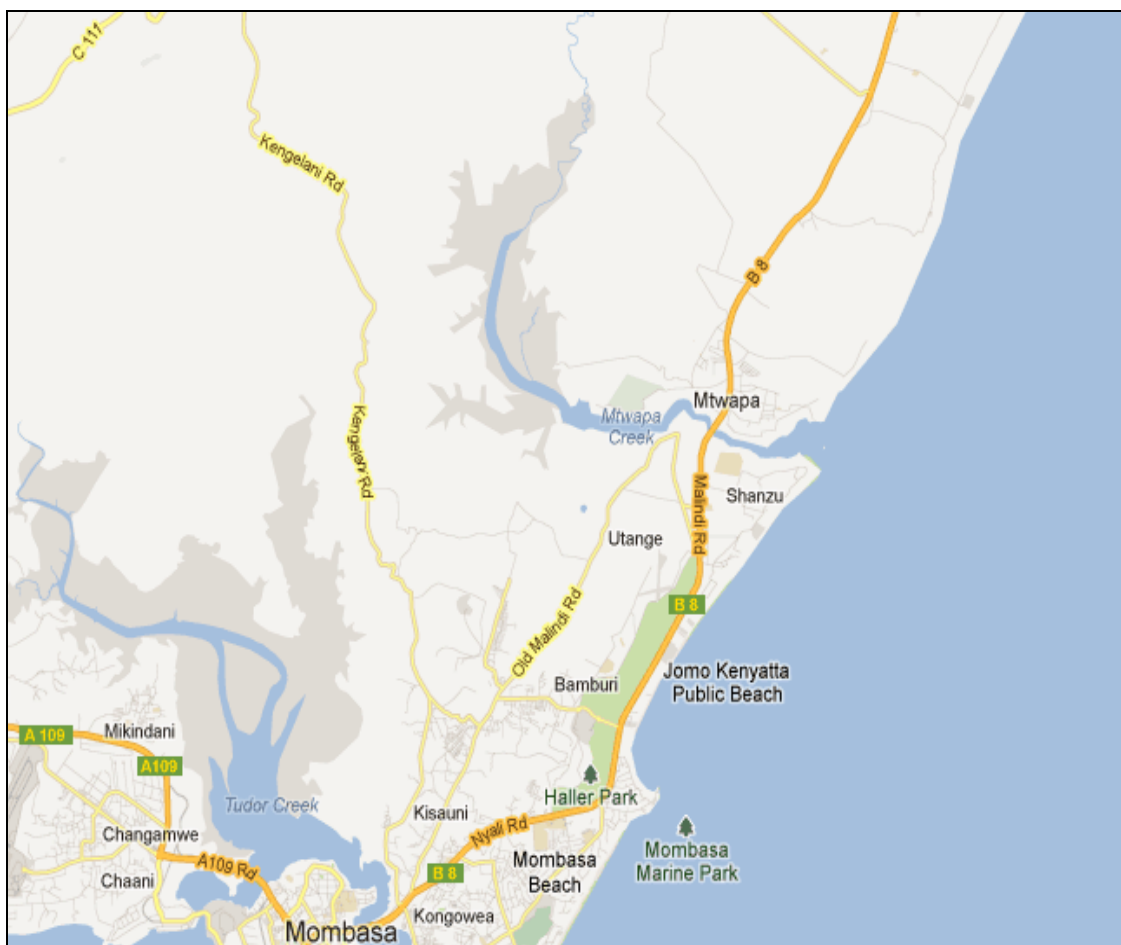 C 111
Kengelani Rd
B 8
Mtwapa
Mtwapa
Creek
Kengelani Rd
Malindi Rd
Shanzu
Utange
B 8
Old Malindi Rd
Jomo Kenyatta
Public Beach
Bamburi
A 109
Mikindani
A109
Haller Park
Tudor Creek
Kisauni
Nyali Rd
Changamwe
Mombasa
Marine Park
A109 Rd
Mombasa
Beach
B 8
Chaani
Kongowea
Mombasa